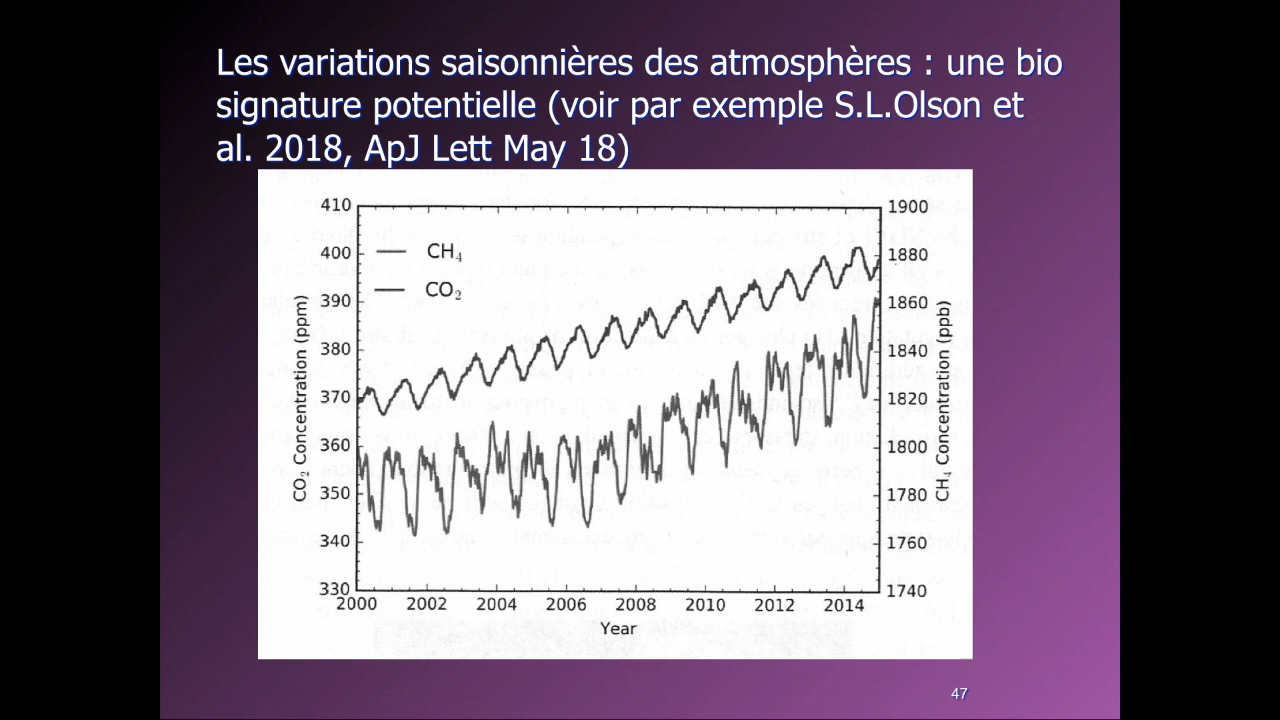 Les variations saisonnières des atmosphères : une bio
signature potentielle (voir par exemple S.L.Olson et
al. 2018, ApJ Lett May 18)
410
400
390
380
370
360
350
340
330
CO₂ Concentration (ppm)
CH₄
CO₂
1900
1880
1860
1840
1820
1800
1780
1760
1740
CH₄ Concentration (ppb)
2000 2002 2004 2006 2008 2010 2012 2014
Year
47